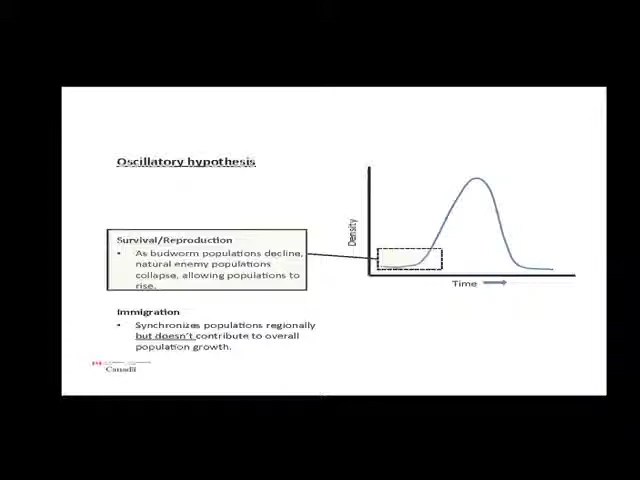 Oscillatory hypothesis
Survival/Reproduction
• As budworm populations decline,
natural enemy populations
collapse, allowing populations to
rise.
Immigration
• Synchronizes populations regionally
but doesn't contribute to overall
population growth.
Density
Time
Canada